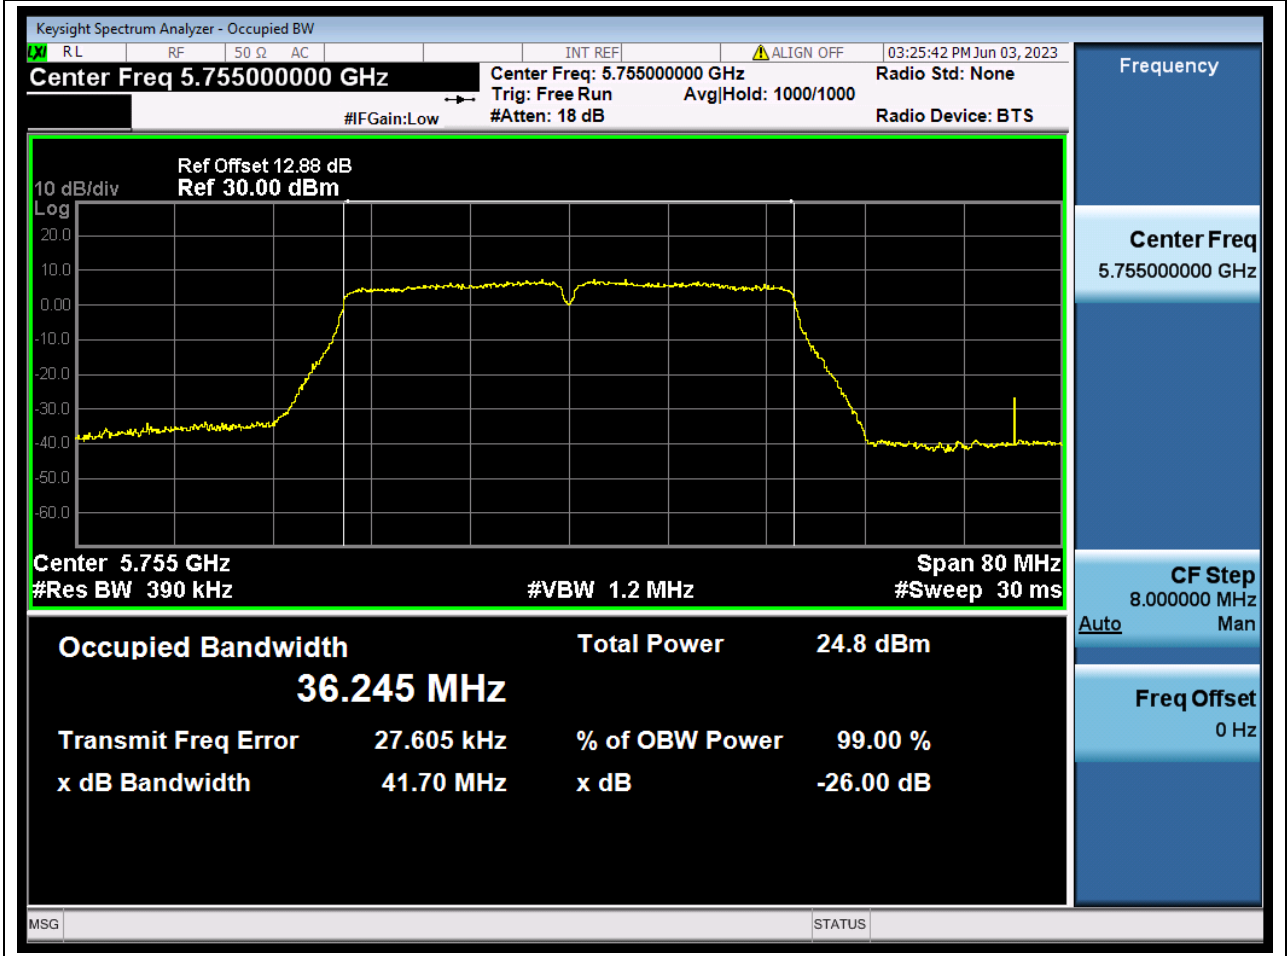 Keysight Spectrum Analyzer - Occupied BW
LXI RL RF 50 Ω AC INT REF ALIGN OFF 03:25:42 PM Jun 03, 2023
Center Freq 5.755000000 GHz Center Freq: 5.755000000 GHz Radio Std: None
Trig: Free Run Avg|Hold: 1000/1000
#IFGain:Low #Atten: 18 dB Radio Device: BTS
Ref Offset 12.88 dB
10 dB/div Ref 30.00 dBm
Log
20.0
10.0
0.00
-10.0
-20.0
-30.0
-40.0
-50.0
-60.0
Center 5.755 GHz Span 80 MHz
#Res BW 390 kHz #VBW 1.2 MHz #Sweep 30 ms
Occupied Bandwidth Total Power 24.8 dBm
36.245 MHz
Transmit Freq Error 27.605 kHz % of OBW Power 99.00 %
x dB Bandwidth 41.70 MHz x dB -26.00 dB
MSG STATUS
Frequency
Center Freq
5.755000000 GHz
CF Step
8.000000 MHz
Auto Man
Freq Offset
0 Hz